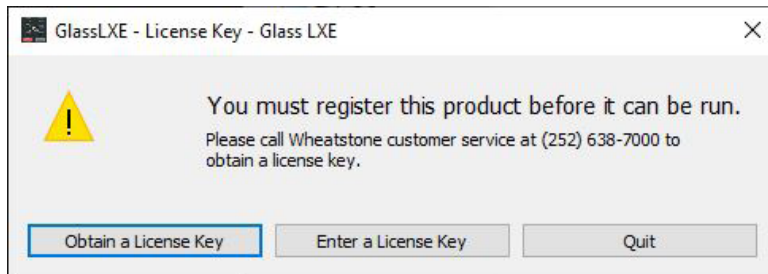 GlassLXE - License Key - Glass LXE
You must register this product before it can be run.
Please call Wheatstone customer service at (252) 638-7000 to
obtain a license key.
Obtain a License Key
Enter a License Key
Quit